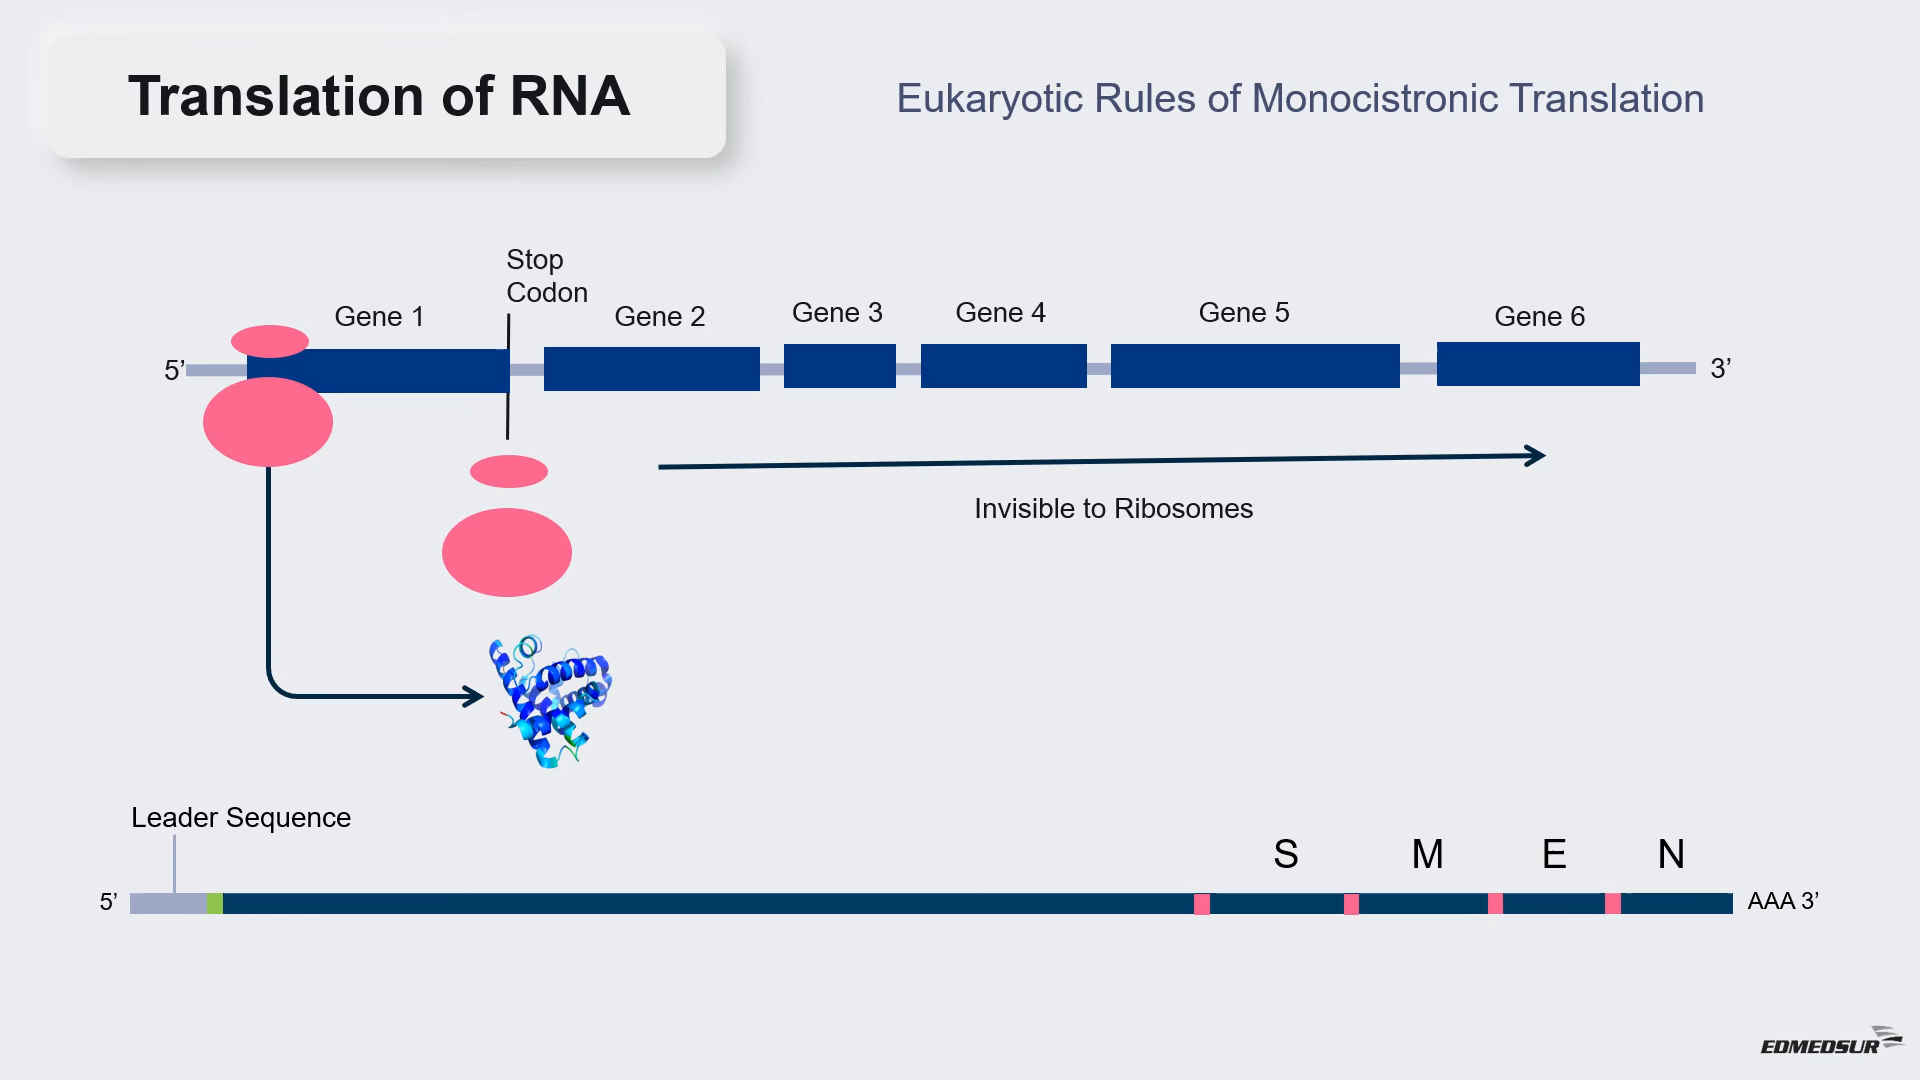 Translation of RNA
Eukaryotic Rules of Monocistronic Translation
Stop
Codon
Gene 1
Gene 2
Gene 3
Gene 4
Gene 5
Gene 6
5’
3’
Invisible to Ribosomes
Leader Sequence
S M E N
5’
AAA 3’
EDMEDSUR